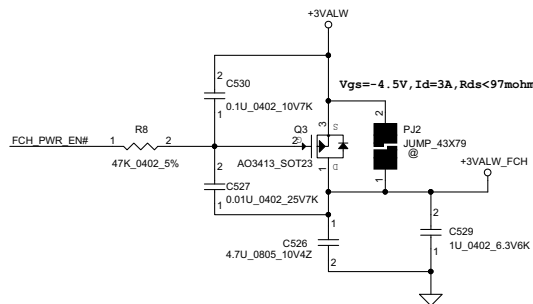 +3VALW
2
C530
0.1U_0402_10V7K
1
Vgs=-4.5V,Id=3A,Rds<97mohm
FCH_PWR_EN#
1
R8
2
47K_0402_5%
2
G
Q3
3
S
AO3413_SOT23
1
D
2
PJ2
JUMP_43X79
@
1
+3VALW_FCH
2
C527
0.01U_0402_25V7K
1
1
C526
4.7U_0805_10V4Z
2
2
C529
1U_0402_6.3V6K
1